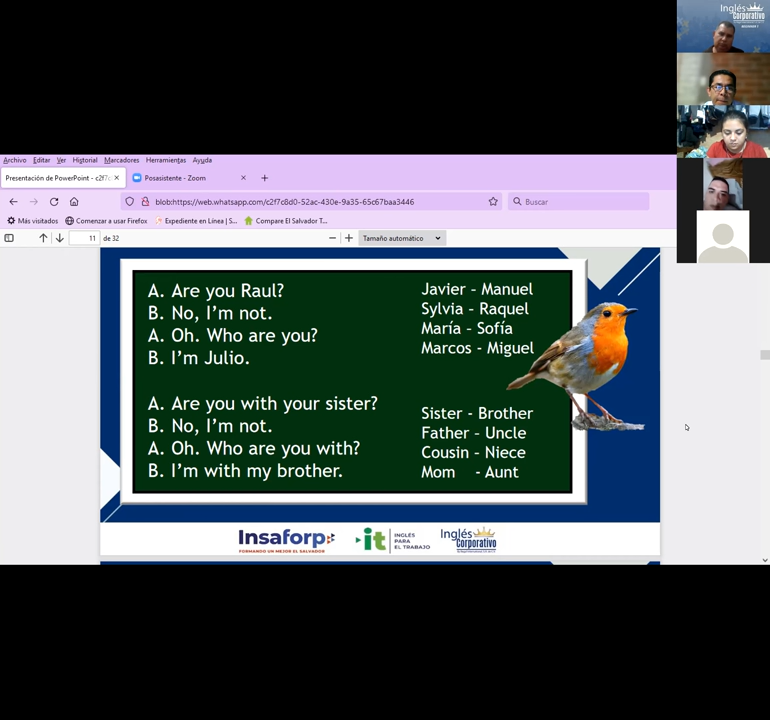 Inglés
Corporativo
Archivo Editar Ver Historial Marcadores Herramientas Ayuda
Presentación de PowerPoint - c2f7c
Posasistente - Zoom
blob:https://web.whatsapp.com/c2f7c8d0-52ac-430e-9a35-65c67baa3446
Buscar
Más visitados
Comenzar a usar Firefox
Expediente en Línea | S...
Compare El Salvador T...
11 de 32
Tamaño automático
A. Are you Raul?
B. No, I'm not.
A. Oh. Who are you?
B. I'm Julio.
A. Are you with your sister?
B. No, I'm not.
A. Oh. Who are you with?
B. I'm with my brother.
Javier - Manuel
Sylvia - Raquel
María - Sofía
Marcos - Miguel
Sister - Brother
Father - Uncle
Cousin - Niece
Mom - Aunt
Insaforp
FORMANDO UN MEJOR EL SALVADOR
it
INGLÉS
PARA
EL TRABAJO
Inglés
Corporativo